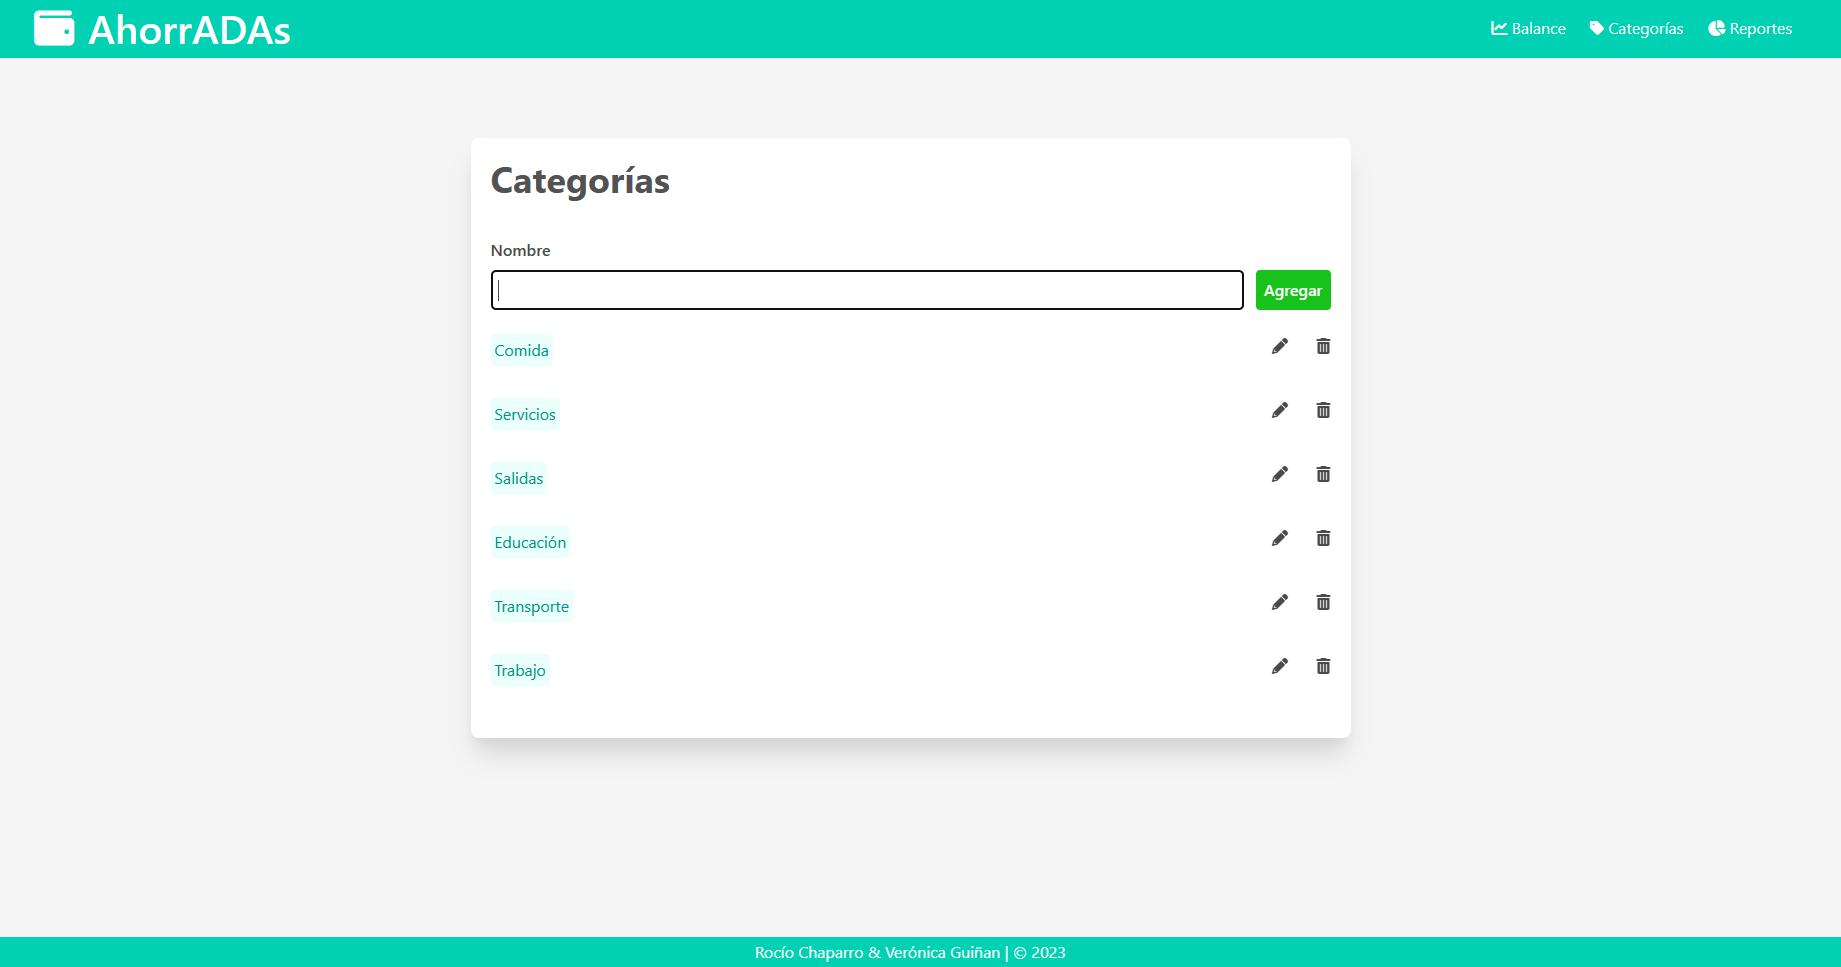 AhorrADAs
Balance Categorías Reportes
Categorías
Nombre
Agregar
Comida
Servicios
Salidas
Educación
Transporte
Trabajo
Rocío Chaparro & Verónica Guiñan | © 2023